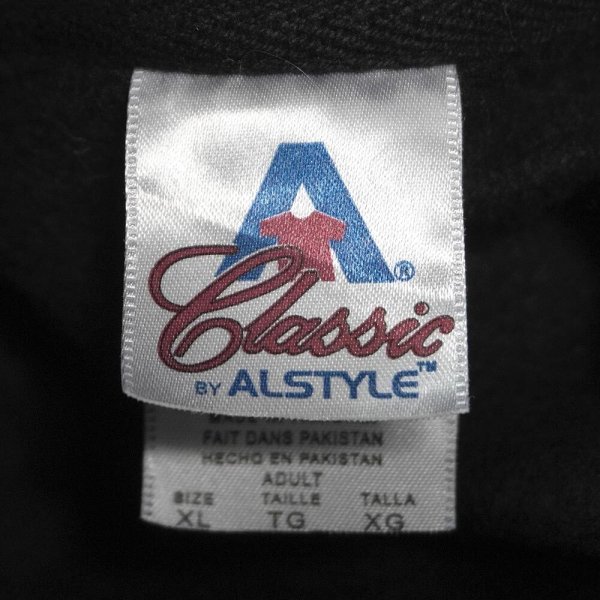 A®
Classic
BY ALSTYLE™
FAIT DANS PAKISTAN
HECHO EN PAKISTAN
ADULT
SIZE TAILLE TALLA
XL TG XG